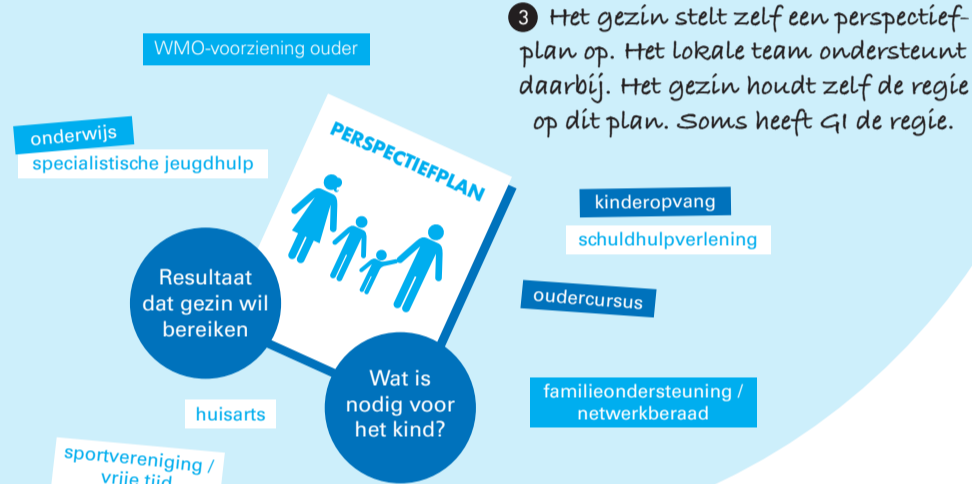 WMO-voorziening ouder
❸ Het gezin stelt zelf een perspectief-
plan op. Het lokale team ondersteunt
daarbij. Het gezin houdt zelf de regie
op dit plan. Soms heeft GI de regie.
onderwijs
specialistische jeugdhulp
PERSPECTIEFPLAN
kinderopvang
schuldhulpverlening
Resultaat
dat gezin wil
bereiken
oudercursus
Wat is
nodig voor
het kind?
familieondersteuning /
netwerkberaad
huisarts
sportvereniging /
vrije tijd